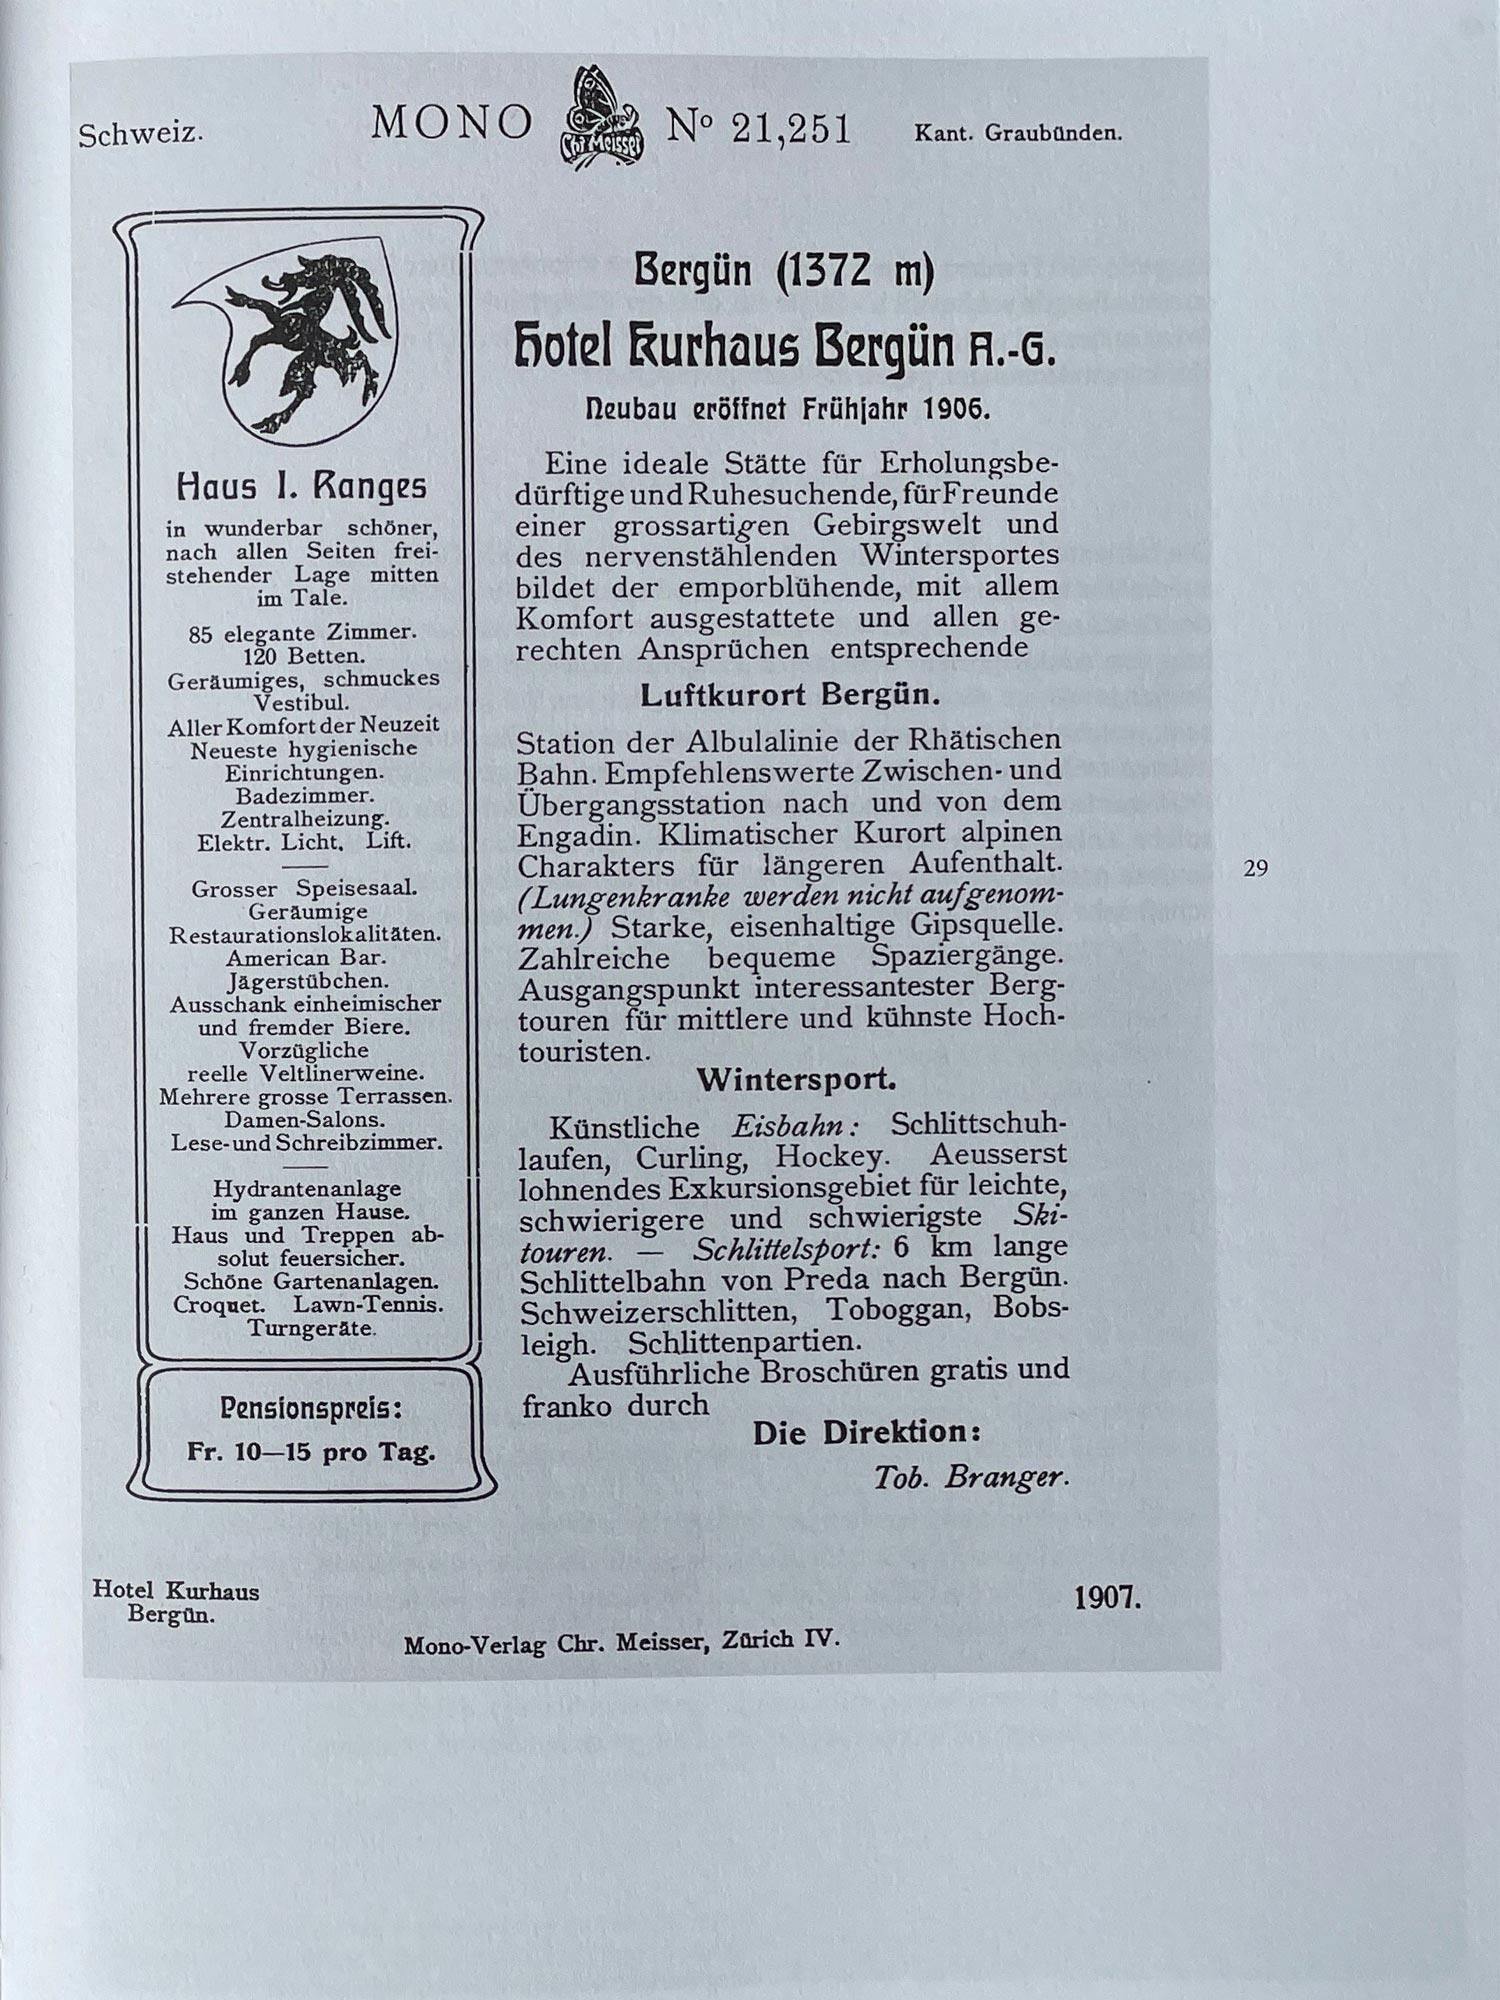 Schweiz.
MONO
Chr Meisser
Nº 21,251
Kant. Graubünden.
Haus I. Ranges
in wunderbar schöner,
nach allen Seiten frei-
stehender Lage mitten
im Tale.
85 elegante Zimmer.
120 Betten.
Geräumiges, schmuckes
Vestibul.
Aller Komfort der Neuzeit
Neueste hygienische
Einrichtungen.
Badezimmer.
Zentralheizung.
Elektr. Licht. Lift.
Grosser Speisesaal.
Geräumige
Restaurationslokalitäten.
American Bar.
Jägerstübchen.
Ausschank einheimischer
und fremder Biere.
Vorzügliche
reelle Veltlinerweine.
Mehrere grosse Terrassen.
Damen-Salons.
Lese- und Schreibzimmer.
Hydrantenanlage
im ganzen Hause.
Haus und Treppen ab-
solut feuersicher.
Schöne Gartenanlagen.
Croquet. Lawn-Tennis.
Turngeräte.
Pensionspreis:
Fr. 10—15 pro Tag.
Bergün (1372 m)
Hotel Kurhaus Bergün A.-G.
Neubau eröffnet Frühjahr 1906.
Eine ideale Stätte für Erholungsbe-
dürftige und Ruhesuchende, für Freunde
einer grossartigen Gebirgswelt und
des nervenstählenden Wintersportes
bildet der emporblühende, mit allem
Komfort ausgestattete und allen ge-
rechten Ansprüchen entsprechende
Luftkurort Bergün.
Station der Albulalinie der Rhätischen
Bahn. Empfehlenswerte Zwischen- und
Übergangsstation nach und von dem
Engadin. Klimatischer Kurort alpinen
Charakters für längeren Aufenthalt.
(Lungenkranke werden nicht aufgenom-
men.) Starke, eisenhaltige Gipsquelle.
Zahlreiche bequeme Spaziergänge.
Ausgangspunkt interessantester Berg-
touren für mittlere und kühnste Hoch-
touristen.
Wintersport.
Künstliche Eisbahn: Schlittschuh-
laufen, Curling, Hockey. Aeusserst
lohnendes Exkursionsgebiet für leichte,
schwierigere und schwierigste Ski-
touren. — Schlittelsport: 6 km lange
Schlittelbahn von Preda nach Bergün.
Schweizerschlitten, Toboggan, Bobs-
leigh. Schlittenpartien.
Ausführliche Broschüren gratis und
franko durch
Die Direktion:
Tob. Branger.
29
Hotel Kurhaus
Bergün.
1907.
Mono-Verlag Chr. Meisser, Zürich IV.